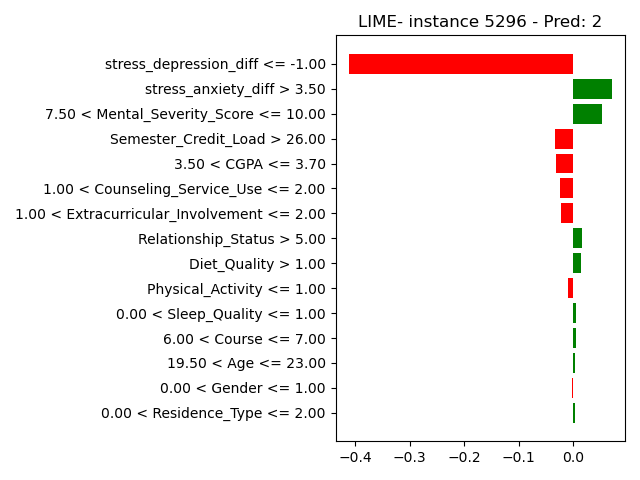 LIME- instance 5296 - Pred: 2
stress_depression_diff <= -1.00
stress_anxiety_diff > 3.50
7.50 < Mental_Severity_Score <= 10.00
Semester_Credit_Load > 26.00
3.50 < CGPA <= 3.70
1.00 < Counseling_Service_Use <= 2.00
1.00 < Extracurricular_Involvement <= 2.00
Relationship_Status > 5.00
Diet_Quality > 1.00
Physical_Activity <= 1.00
0.00 < Sleep_Quality <= 1.00
6.00 < Course <= 7.00
19.50 < Age <= 23.00
0.00 < Gender <= 1.00
0.00 < Residence_Type <= 2.00
−0.4 −0.3 −0.2 −0.1 0.0